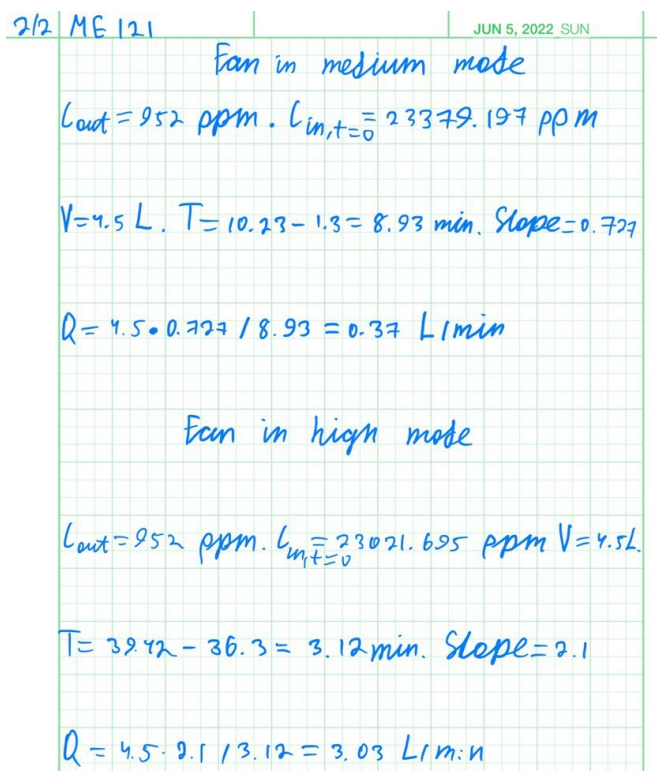 2/2 ME 121 JUN 5, 2022 SUN
Fan in medium mode
Cout = 952 ppm. Cin,t=0 = 23379.197 ppm
V=4.5 L. T= 10.23 - 1.3 = 8.93 min. Slope=0.727
Q= 4.5 • 0.727 / 8.93 = 0.37 L/min
Fan in high mode
Cout = 952 ppm. Cin,t=0 = 23021.695 ppm V= 4.5L.
T= 39.42 - 36.3 = 3.12 min. Slope= 2.1
Q = 4.5 · 2.1 / 3.12 = 3.03 L/min